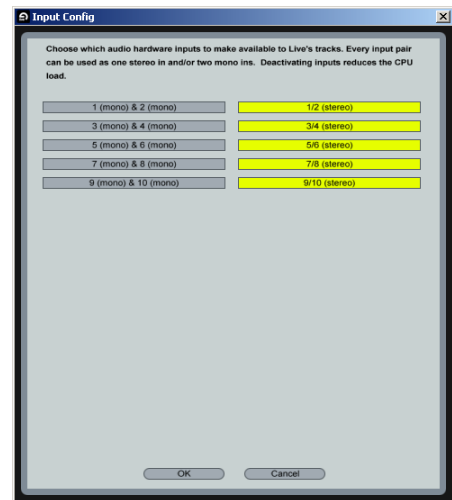 Input Config
Choose which audio hardware inputs to make available to Live's tracks. Every input pair
can be used as one stereo in and/or two mono ins. Deactivating inputs reduces the CPU
load.
1 (mono) & 2 (mono) 1/2 (stereo)
3 (mono) & 4 (mono) 3/4 (stereo)
5 (mono) & 6 (mono) 5/6 (stereo)
7 (mono) & 8 (mono) 7/8 (stereo)
9 (mono) & 10 (mono) 9/10 (stereo)
OK Cancel